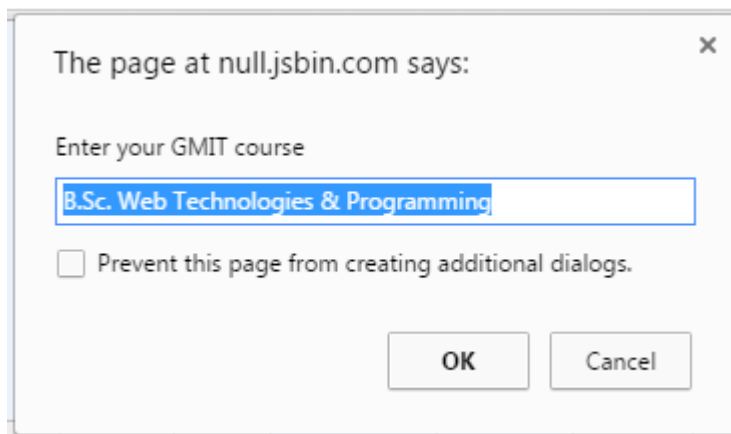 The page at null.jsbin.com says:
Enter your GMIT course
B.Sc. Web Technologies & Programming
Prevent this page from creating additional dialogs.
OK Cancel